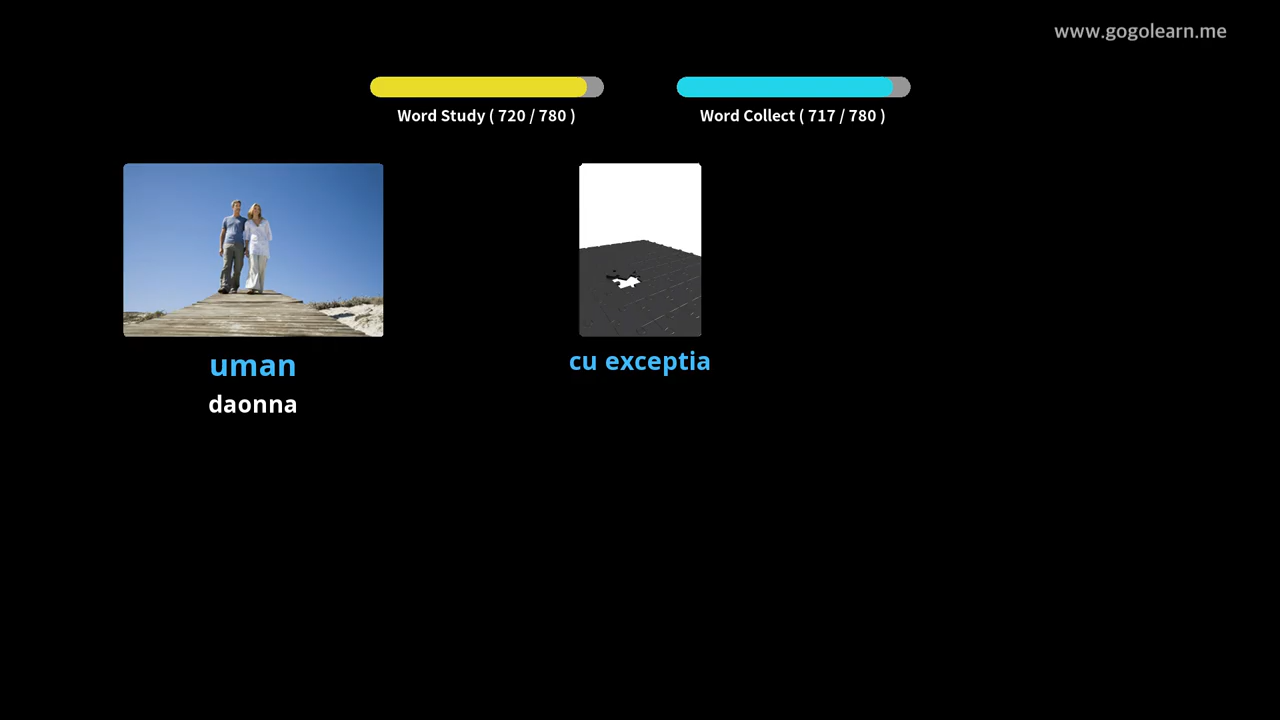 www.gogolearn.me
Word Study ( 720 / 780 )
Word Collect ( 717 / 780 )
uman
daonna
cu exceptia